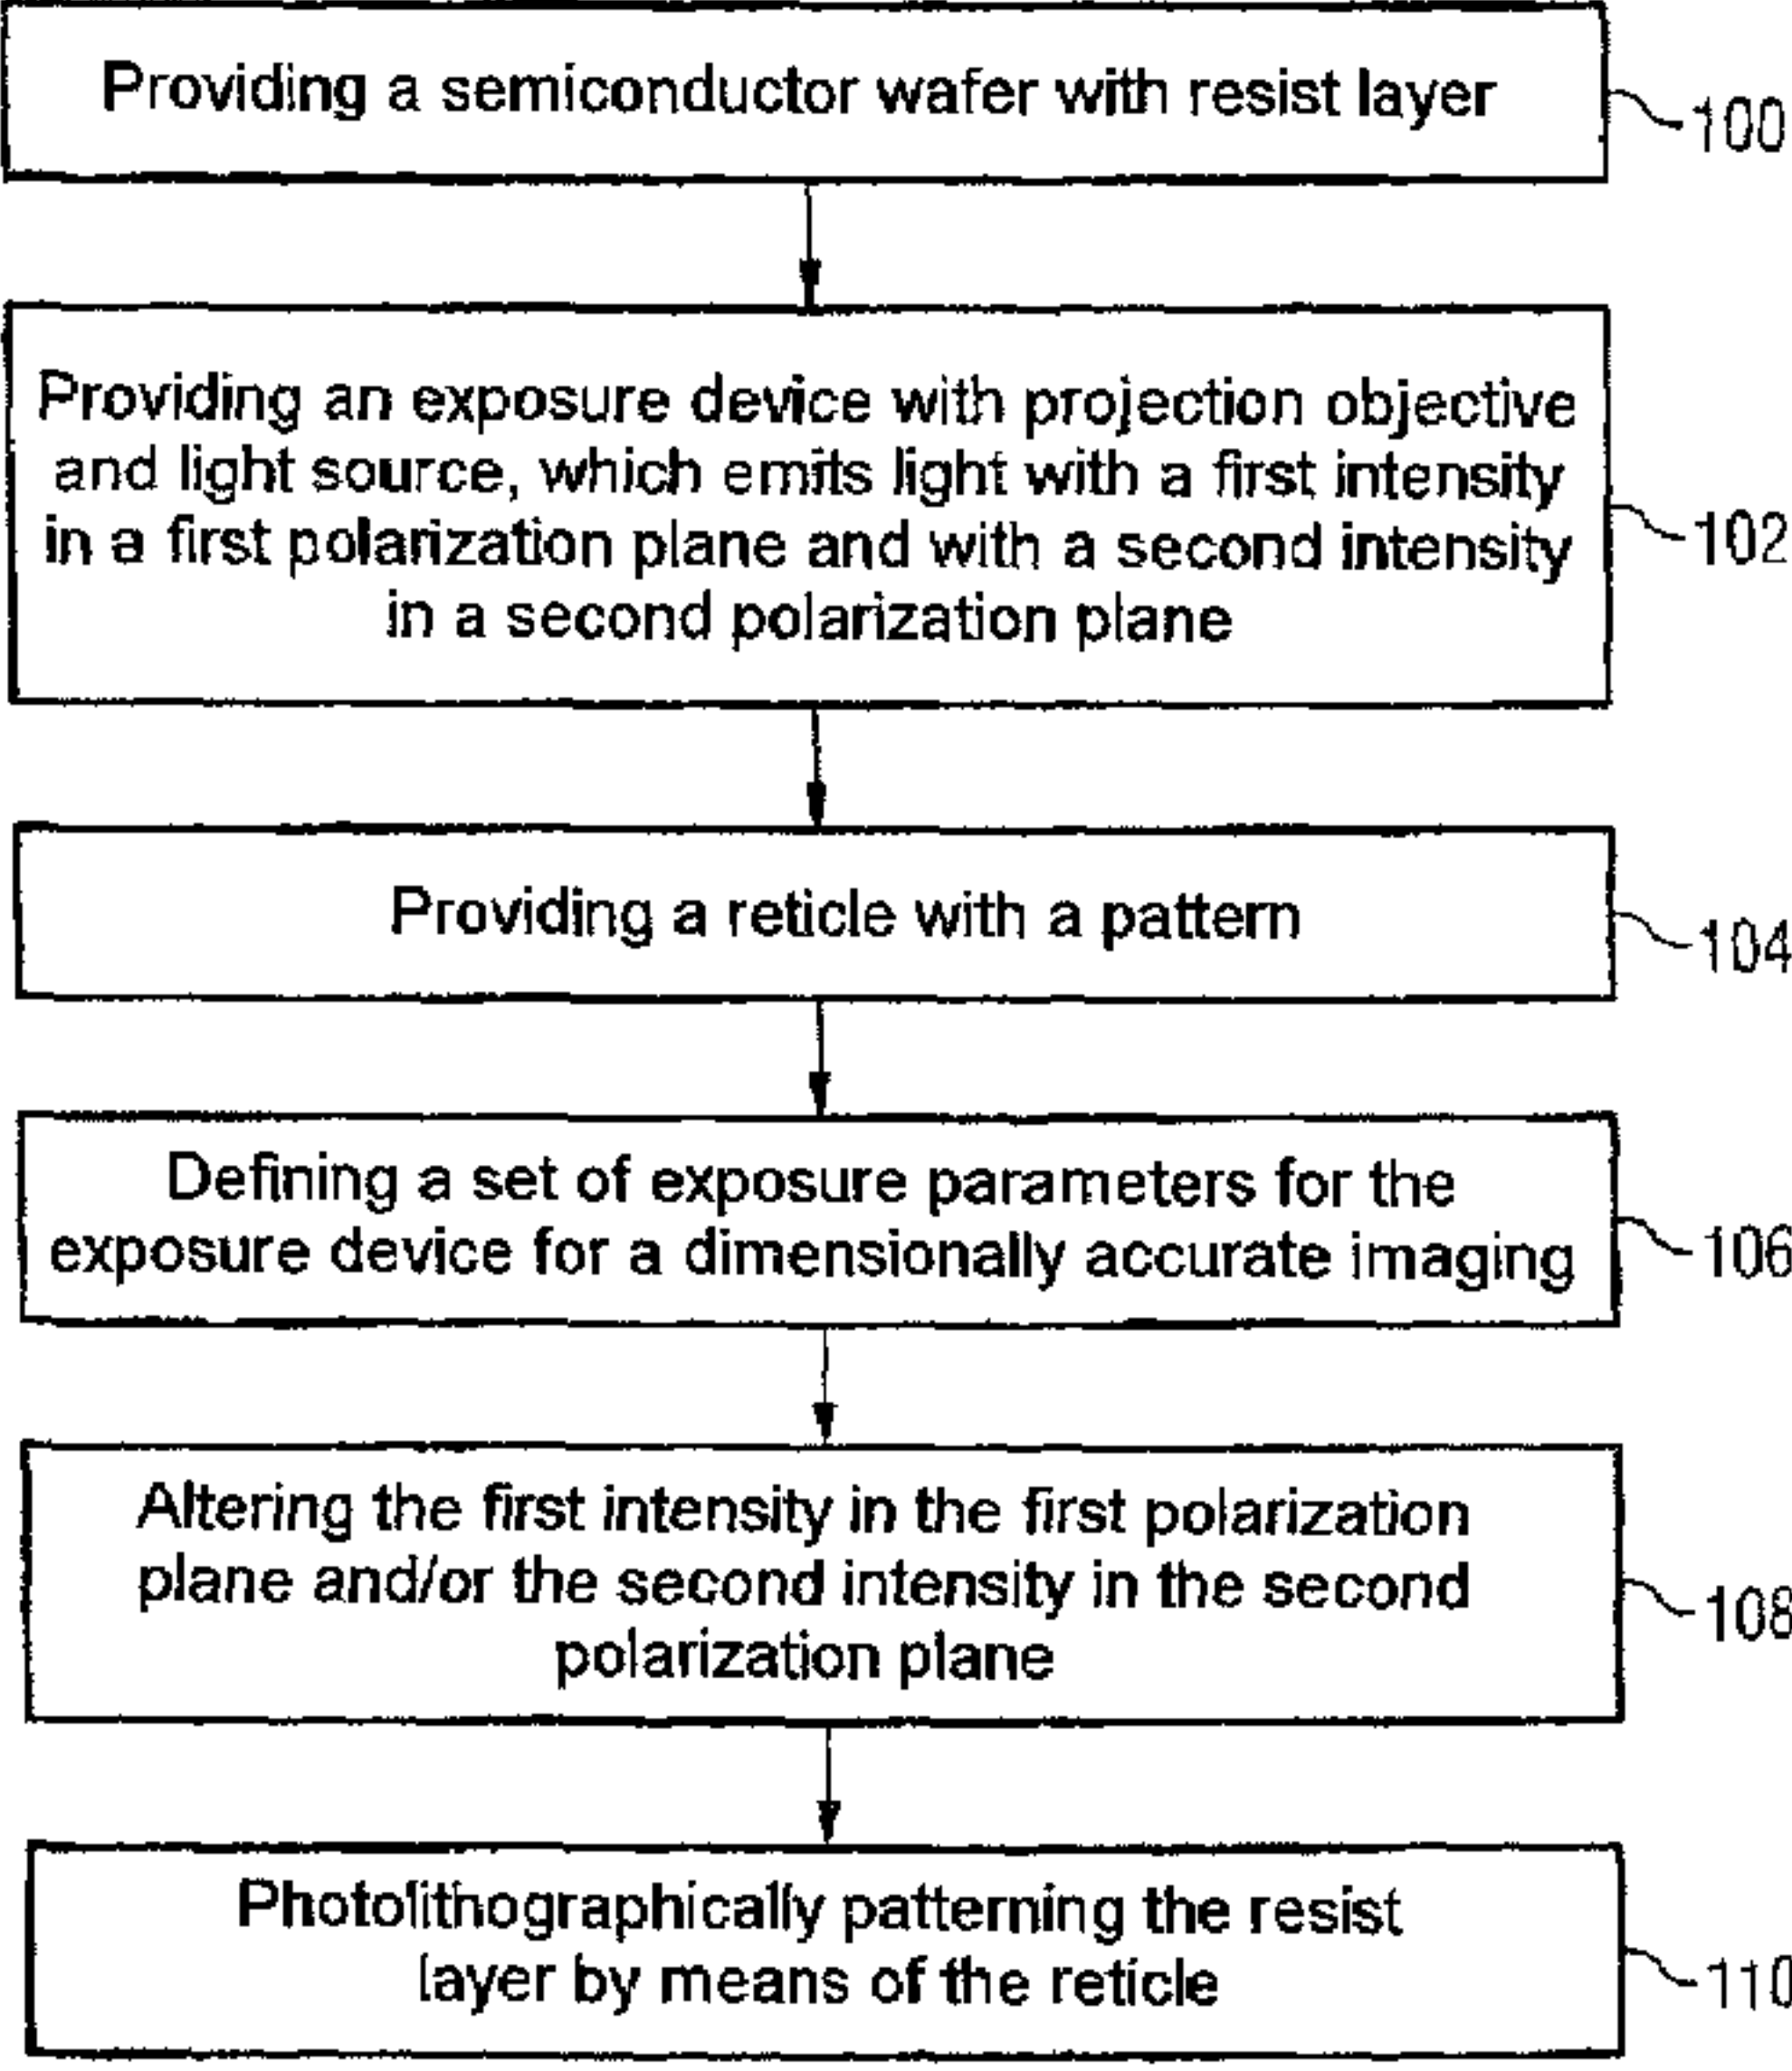 Providing a semiconductor wafer with resist layer
100
Providing an exposure device with projection objective
and light source, which emits light with a first intensity
in a first polarization plane and with a second intensity
in a second polarization plane
102
Providing a reticle with a pattern
104
Defining a set of exposure parameters for the
exposure device for a dimensionally accurate imaging
106
Altering the first intensity in the first polarization
plane and/or the second intensity in the second
polarization plane
108
Photolithographically patterning the resist
layer by means of the reticle
110